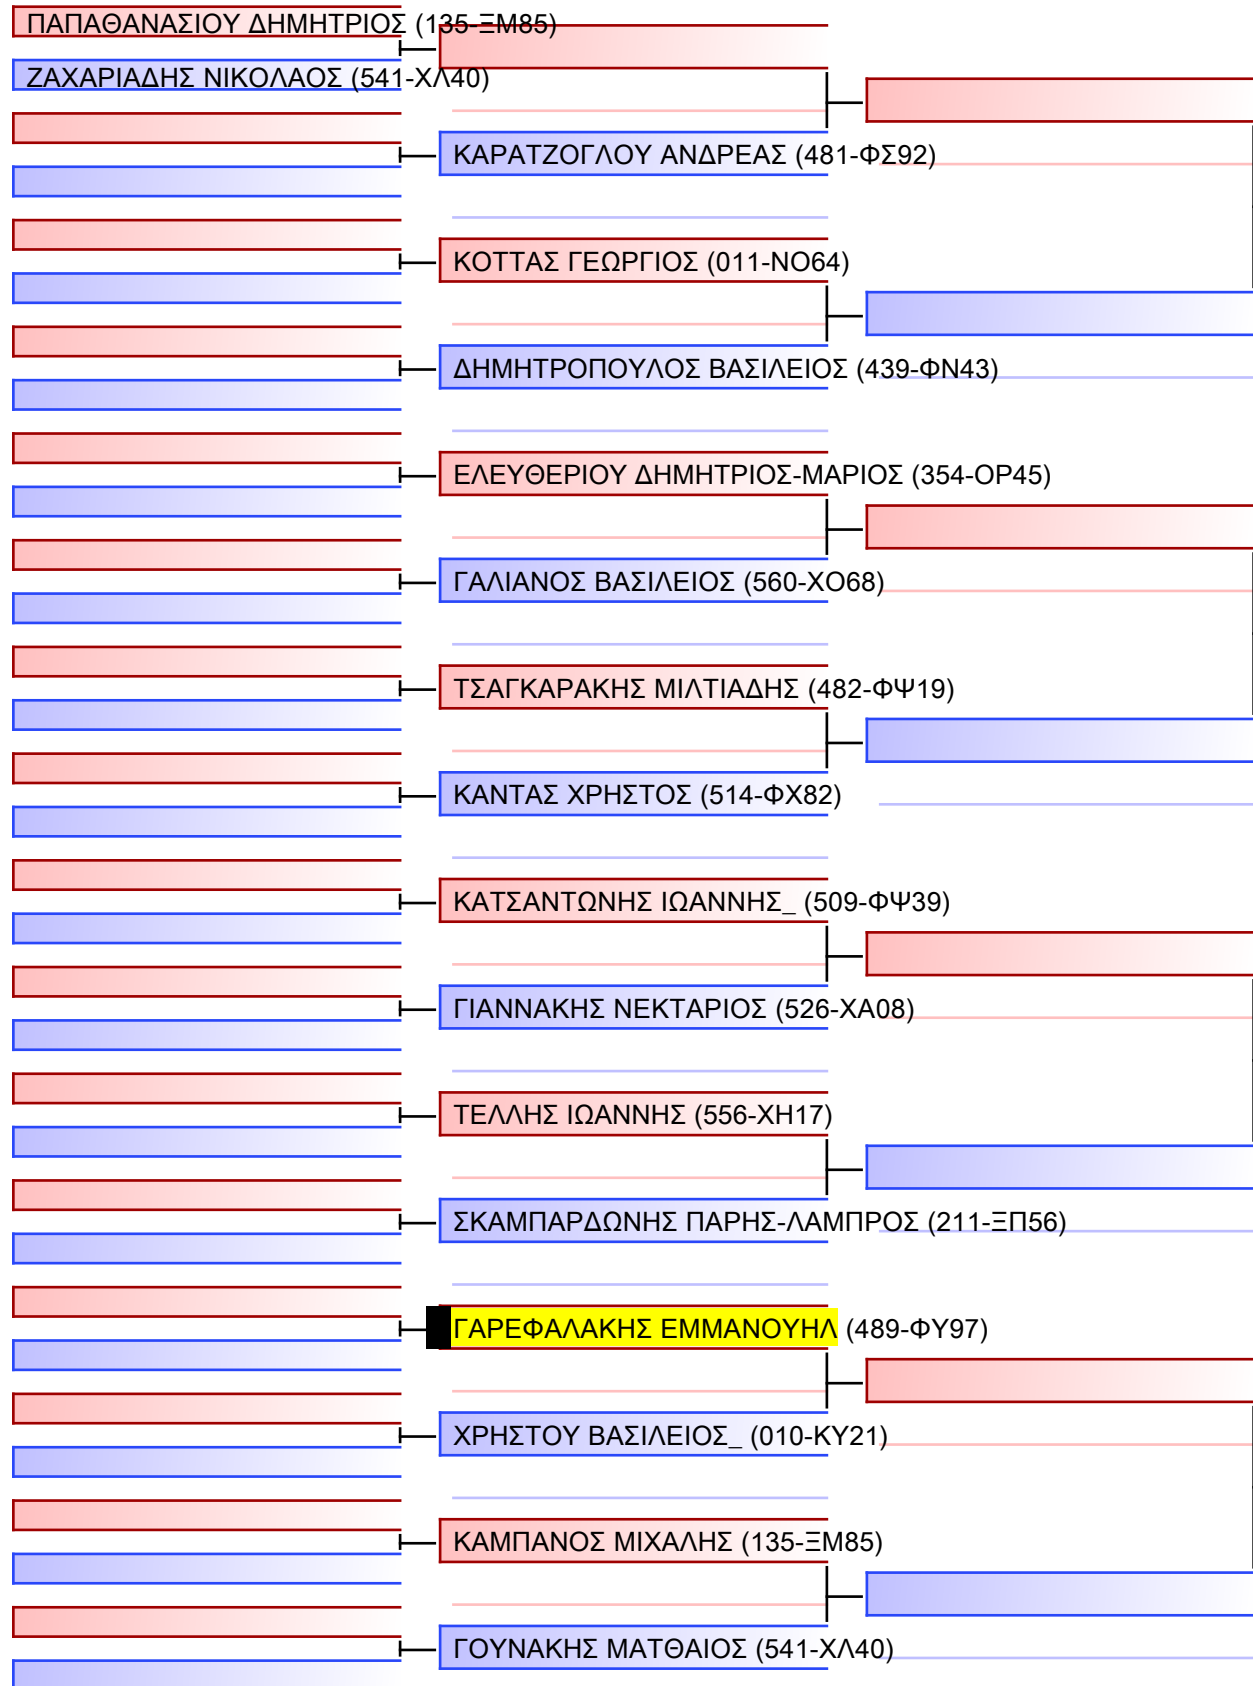 ΠΑΠΑΘΑΝΑΣΙΟΥ ΔΗΜΗΤΡΙΟΣ (135-ΞΜ85)
ΖΑΧΑΡΙΑΔΗΣ ΝΙΚΟΛΑΟΣ (541-ΧΛ40)
ΚΑΡΑΤΖΟΓΛΟΥ ΑΝΔΡΕΑΣ (481-ΦΣ92)
ΚΟΤΤΑΣ ΓΕΩΡΓΙΟΣ (011-ΝΟ64)
ΔΗΜΗΤΡΟΠΟΥΛΟΣ ΒΑΣΙΛΕΙΟΣ (439-ΦΝ43)
ΕΛΕΥΘΕΡΙΟΥ ΔΗΜΗΤΡΙΟΣ-ΜΑΡΙΟΣ (354-ΟΡ45)
ΓΑΛΙΑΝΟΣ ΒΑΣΙΛΕΙΟΣ (560-ΧΟ68)
ΤΣΑΓΚΑΡΑΚΗΣ ΜΙΛΤΙΑΔΗΣ (482-ΦΨ19)
ΚΑΝΤΑΣ ΧΡΗΣΤΟΣ (514-ΦΧ82)
ΚΑΤΣΑΝΤΩΝΗΣ ΙΩΑΝΝΗΣ_ (509-ΦΨ39)
ΓΙΑΝΝΑΚΗΣ ΝΕΚΤΑΡΙΟΣ (526-ΧΑ08)
ΤΕΛΛΗΣ ΙΩΑΝΝΗΣ (556-ΧΗ17)
ΣΚΑΜΠΑΡΔΩΝΗΣ ΠΑΡΗΣ-ΛΑΜΠΡΟΣ (211-ΞΠ56)
ΓΑΡΕΦΑΛΑΚΗΣ ΕΜΜΑΝΟΥΗΛ (489-ΦΥ97)
ΧΡΗΣΤΟΥ ΒΑΣΙΛΕΙΟΣ_ (010-ΚΥ21)
ΚΑΜΠΑΝΟΣ ΜΙΧΑΛΗΣ (135-ΞΜ85)
ΓΟΥΝΑΚΗΣ ΜΑΤΘΑΙΟΣ (541-ΧΛ40)